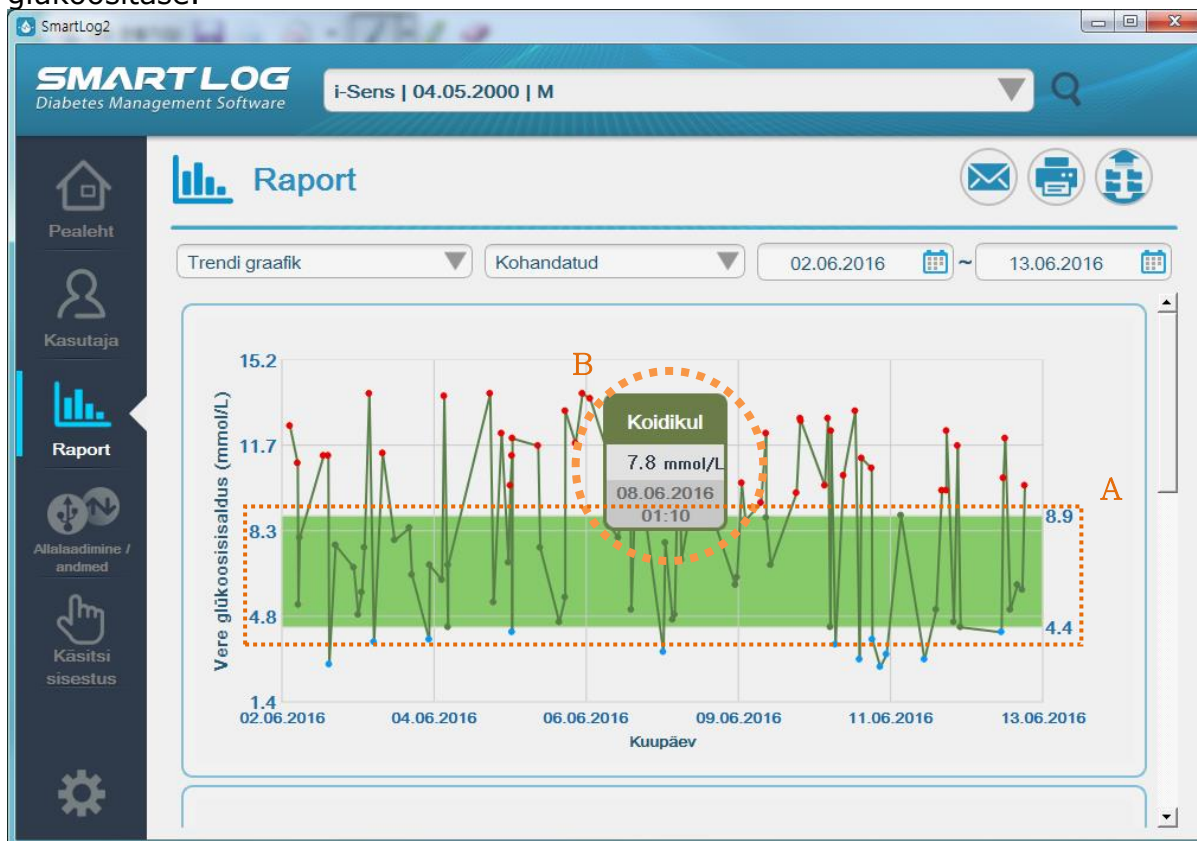 glükoositase.
SmartLog2
SMART LOG
Diabetes Management Software
i-Sens | 04.05.2000 | M
Pealeht
Kasutaja
Raport
Allalaadimine /
andmed
Käsitsi
sisestus
Raport
Trendi graafik
Kohandatud
02.06.2016 ~ 13.06.2016
B
A
Vere glükoosisisaldus (mmol/L)
15.2
11.7
8.3
4.8
1.4
Koidikul
7.8 mmol/L
08.06.2016
01:10
8.9
4.4
02.06.2016 04.06.2016 06.06.2016 09.06.2016 11.06.2016 13.06.2016
Kuupäev